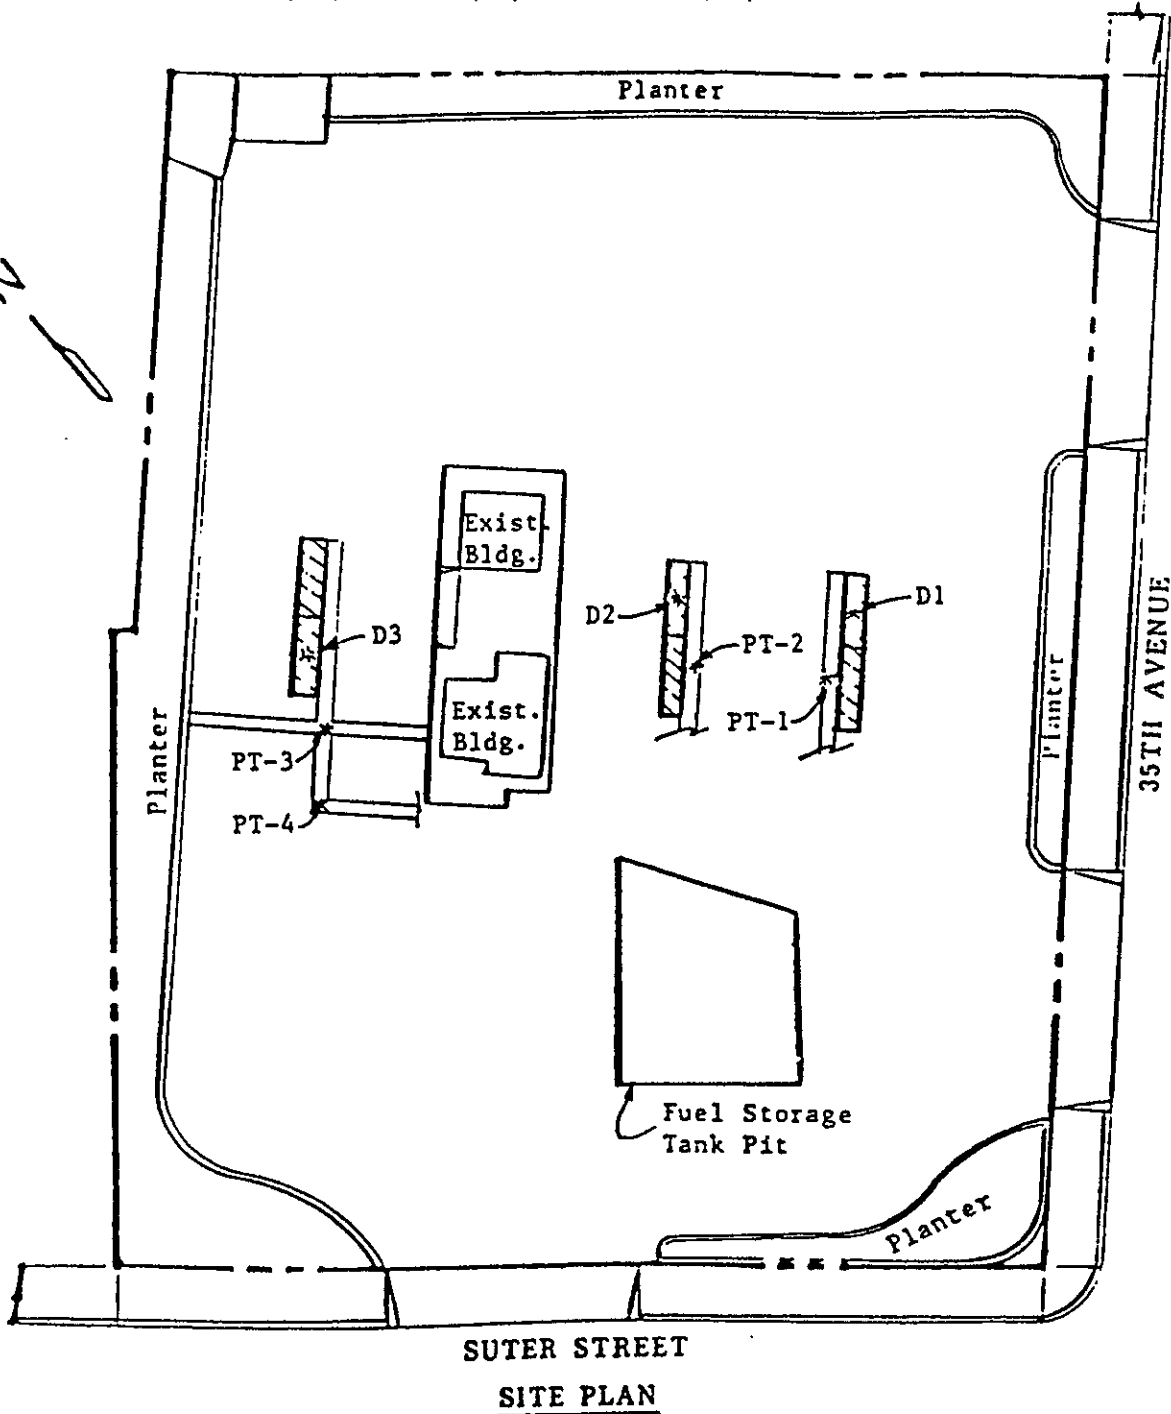 Planter
Exist.
Bldg.
D2
D1
D3
PT-2
Exist.
Bldg.
PT-1
PT-3
PT-4
Planter
Planter
35TH AVENUE
Fuel Storage
Tank Pit
Planter
SUTER STREET
SITE PLAN